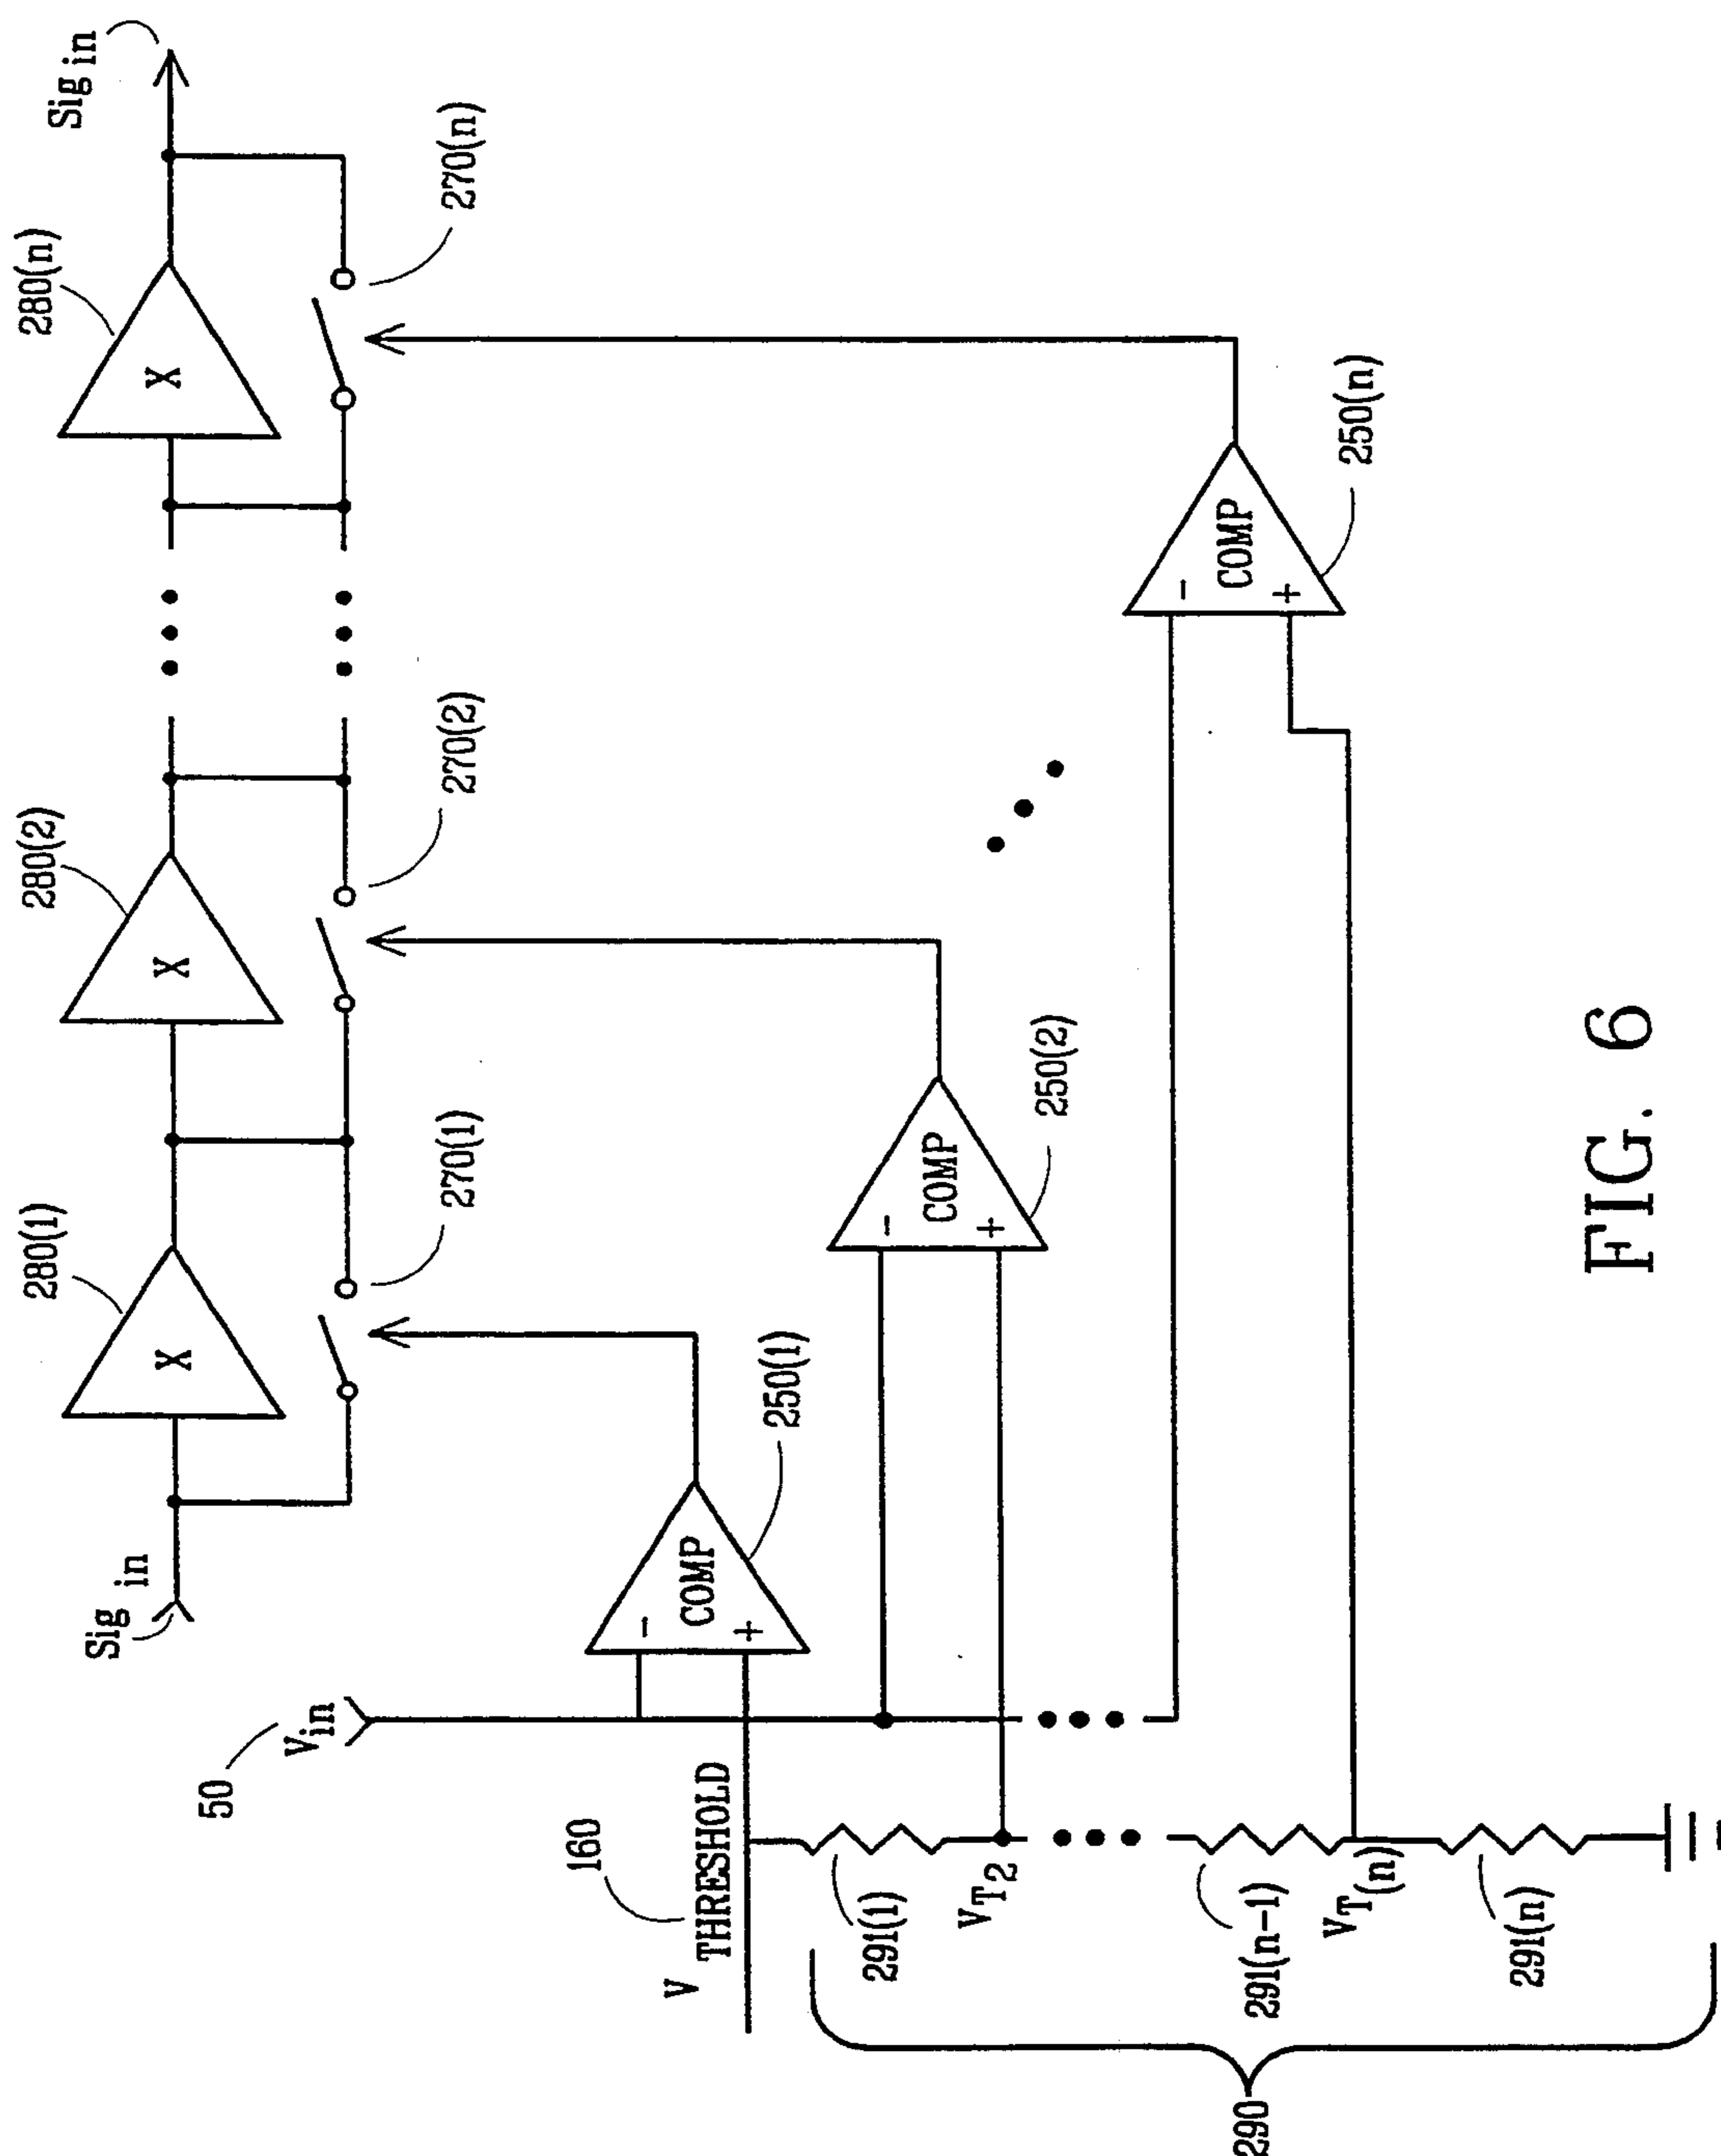 Sig in
280(1)
X
280(2)
X
280(n)
X
Sig in
270(1)
270(2)
270(n)
50
Vin
COMP
-
+
250(1)
160
V THRESHOLD
COMP
-
+
250(2)
291(1)
VT2
COMP
-
+
250(n)
290
291(n-1)
VT(n)
291(n)
FIG. 6